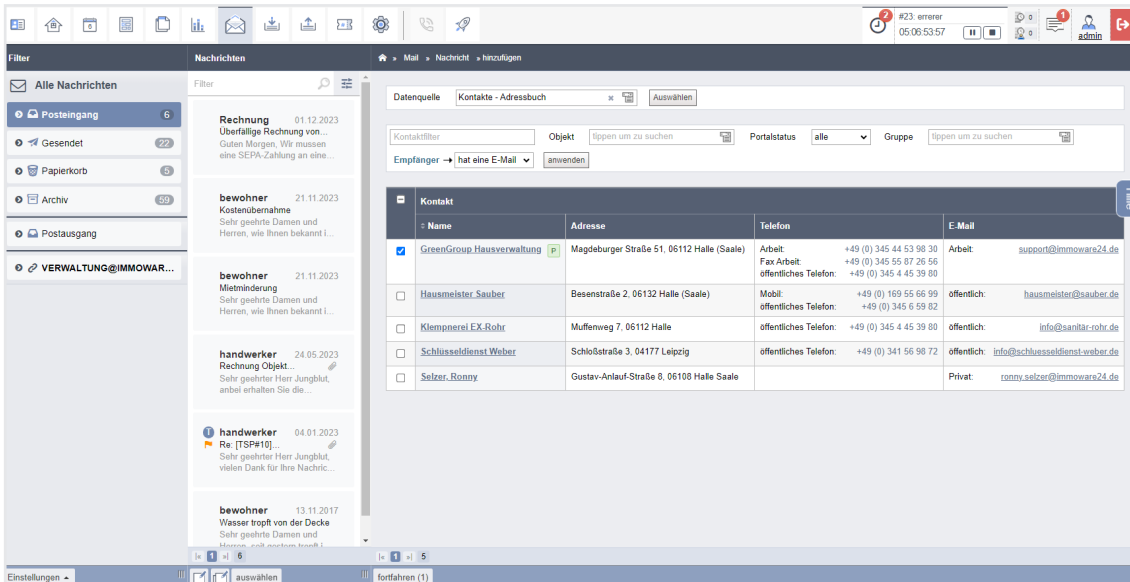 2
#23: errerer
05:06:53:57
0
0
1
admin
6
Filter
Nachrichten
» Mail » Nachricht » hinzufügen
Alle Nachrichten
Posteingang 6
Gesendet 22
Papierkorb 5
Archiv 59
Postausgang
VERWALTUNG@IMMOWAR...
Filter
Rechnung 01.12.2023
Überfällige Rechnung von...
Guten Morgen, Wir mussen
eine SEPA-Zahlung an eine...
bewohner 21.11.2023
Kostenübernahme
Sehr geehrte Damen und
Herren, wie Ihnen bekannt i...
bewohner 21.11.2023
Mietminderung
Sehr geehrte Damen und
Herren, wie Ihnen bekannt i...
handwerker 24.05.2023
Rechnung Objekt...
Sehr geehrter Herr Jungblut,
anbei erhalten Sie die...
T handwerker 04.01.2023
Re: [TSP#10]...
Sehr geehrter Herr Jungblut,
vielen Dank für Ihre Nachric...
bewohner 13.11.2017
Wasser tropft von der Decke
Sehr geehrte Damen und
Herren, seit gestern tropft i...
Datenquelle Kontakte - Adressbuch × Auswählen
Kontaktfilter Objekt tippen um zu suchen Portalstatus alle Gruppe tippen um zu suchen
Empfänger → hat eine E-Mail anwenden
Kontakt
Name Adresse Telefon E-Mail
GreenGroup Hausverwaltung P Magdeburger Straße 51, 06112 Halle (Saale) Arbeit: +49 (0) 345 44 53 98 30 Arbeit: support@immoware24.de
Fax Arbeit: +49 (0) 345 55 87 26 56
öffentliches Telefon: +49 (0) 345 4 45 39 80
Hausmeister Sauber Besenstraße 2, 06132 Halle (Saale) Mobil: +49 (0) 169 55 66 99 öffentlich: hausmeister@sauber.de
öffentliches Telefon: +49 (0) 345 6 59 82
Klempnerei EX-Rohr Muffenweg 7, 06112 Halle öffentliches Telefon: +49 (0) 345 4 45 39 80 öffentlich: info@sanitär-rohr.de
Schlüsseldienst Weber Schloßstraße 3, 04177 Leipzig öffentliches Telefon: +49 (0) 341 56 98 72 öffentlich: info@schluesseldienst-weber.de
Selzer, Ronny Gustav-Anlauf-Straße 8, 06108 Halle Saale Privat: ronny.selzer@immoware24.de
1 6
1 5
Einstellungen
auswählen
fortfahren (1)